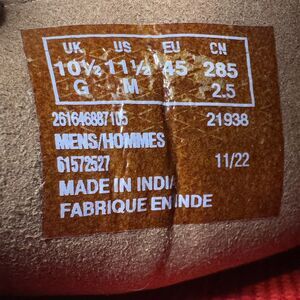 UK US EU CN
10½ 11½ 45 285
G M 2.5
261646887105 21938
MENS/HOMMES
61572527 11/22
MADE IN INDIA
FABRIQUE EN INDE